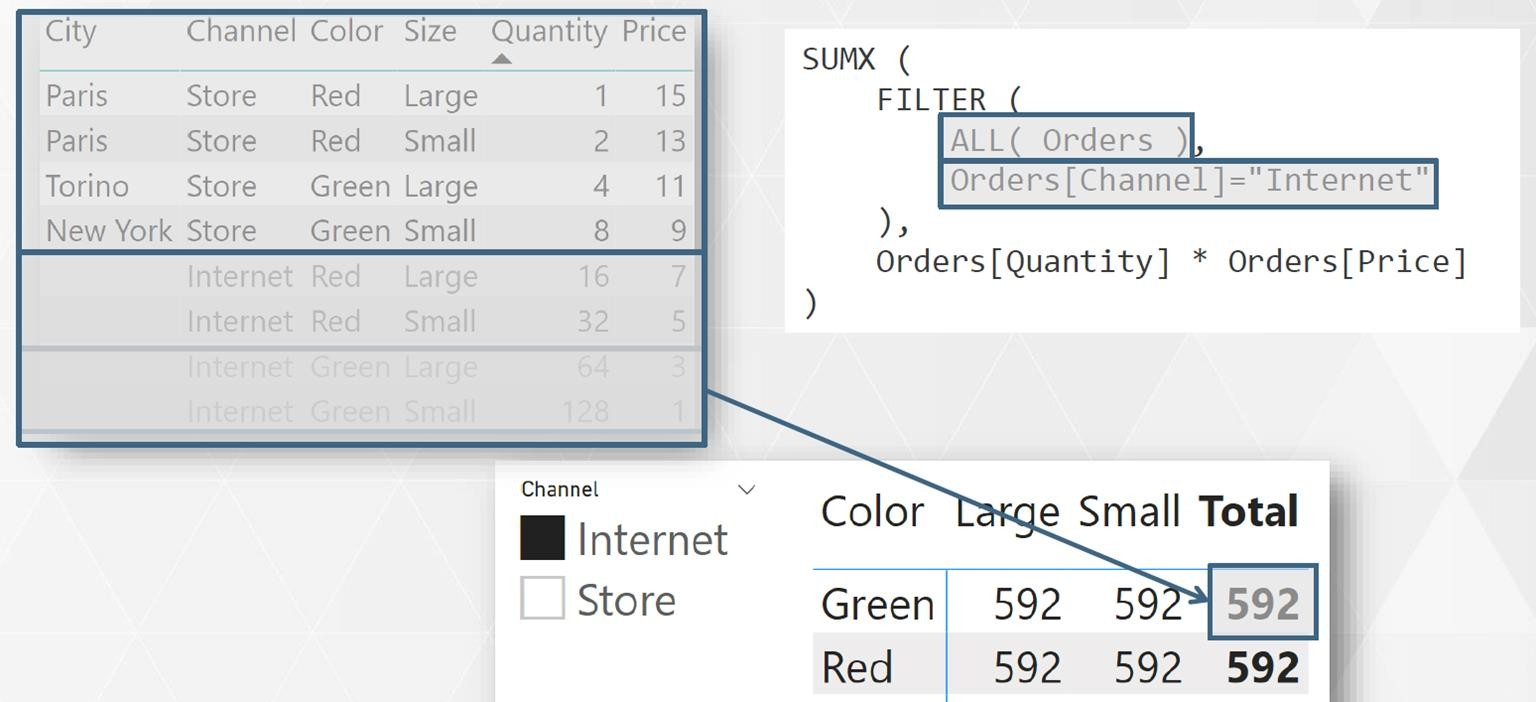 City Channel Color Size Quantity Price
Paris Store Red Large 1 15
Paris Store Red Small 2 13
Torino Store Green Large 4 11
New York Store Green Small 8 9
Internet Red Large 16 7
Internet Red Small 32 5
Internet Green Large 64 3
Internet Green Small 128 1
SUMX (
FILTER (
ALL( Orders ),
Orders[Channel]="Internet"
),
Orders[Quantity] * Orders[Price]
)
Channel
Internet
Store
Color Large Small Total
Green 592 592 592
Red 592 592 592